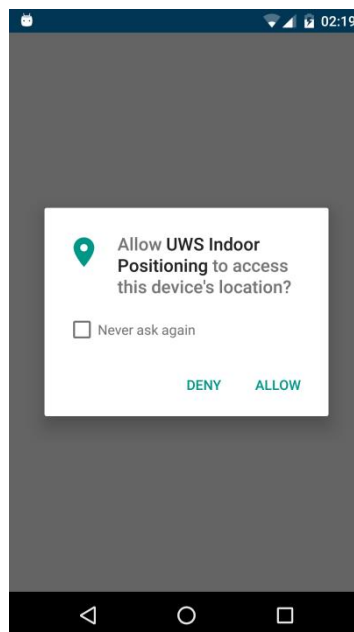 02:19
Allow UWS Indoor
Positioning to access
this device's location?
Never ask again
DENY ALLOW